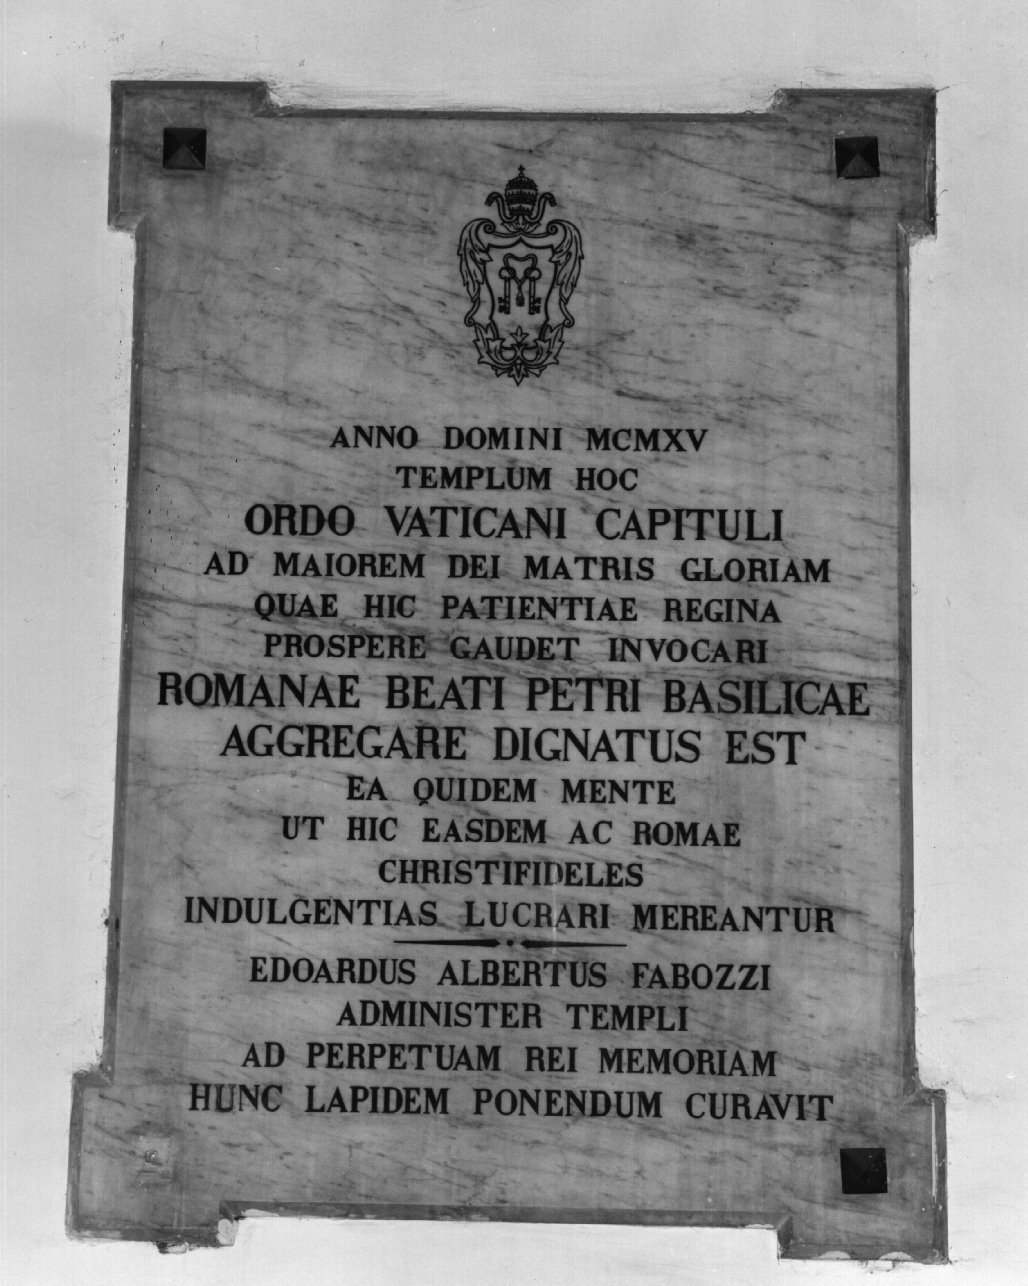 ANNO DOMINI MCMXV
TEMPLUM HOC
ORDO VATICANI CAPITULI
AD MAIOREM DEI MATRIS GLORIAM
QUAE HIC PATIENTIAE REGINA
PROSPERE GAUDET INVOCARI
ROMANAE BEATI PETRI BASILICAE
AGGREGARE DIGNATUS EST
EA QUIDEM MENTE
UT HIC EASDEM AC ROMAE
CHRISTIFIDELES
INDULGENTIAS LUCRARI MEREANTUR
EDOARDUS ALBERTUS FABOZZI
ADMINISTER TEMPLI
AD PERPETUAM REI MEMORIAM
HUNC LAPIDEM PONENDUM CURAVIT